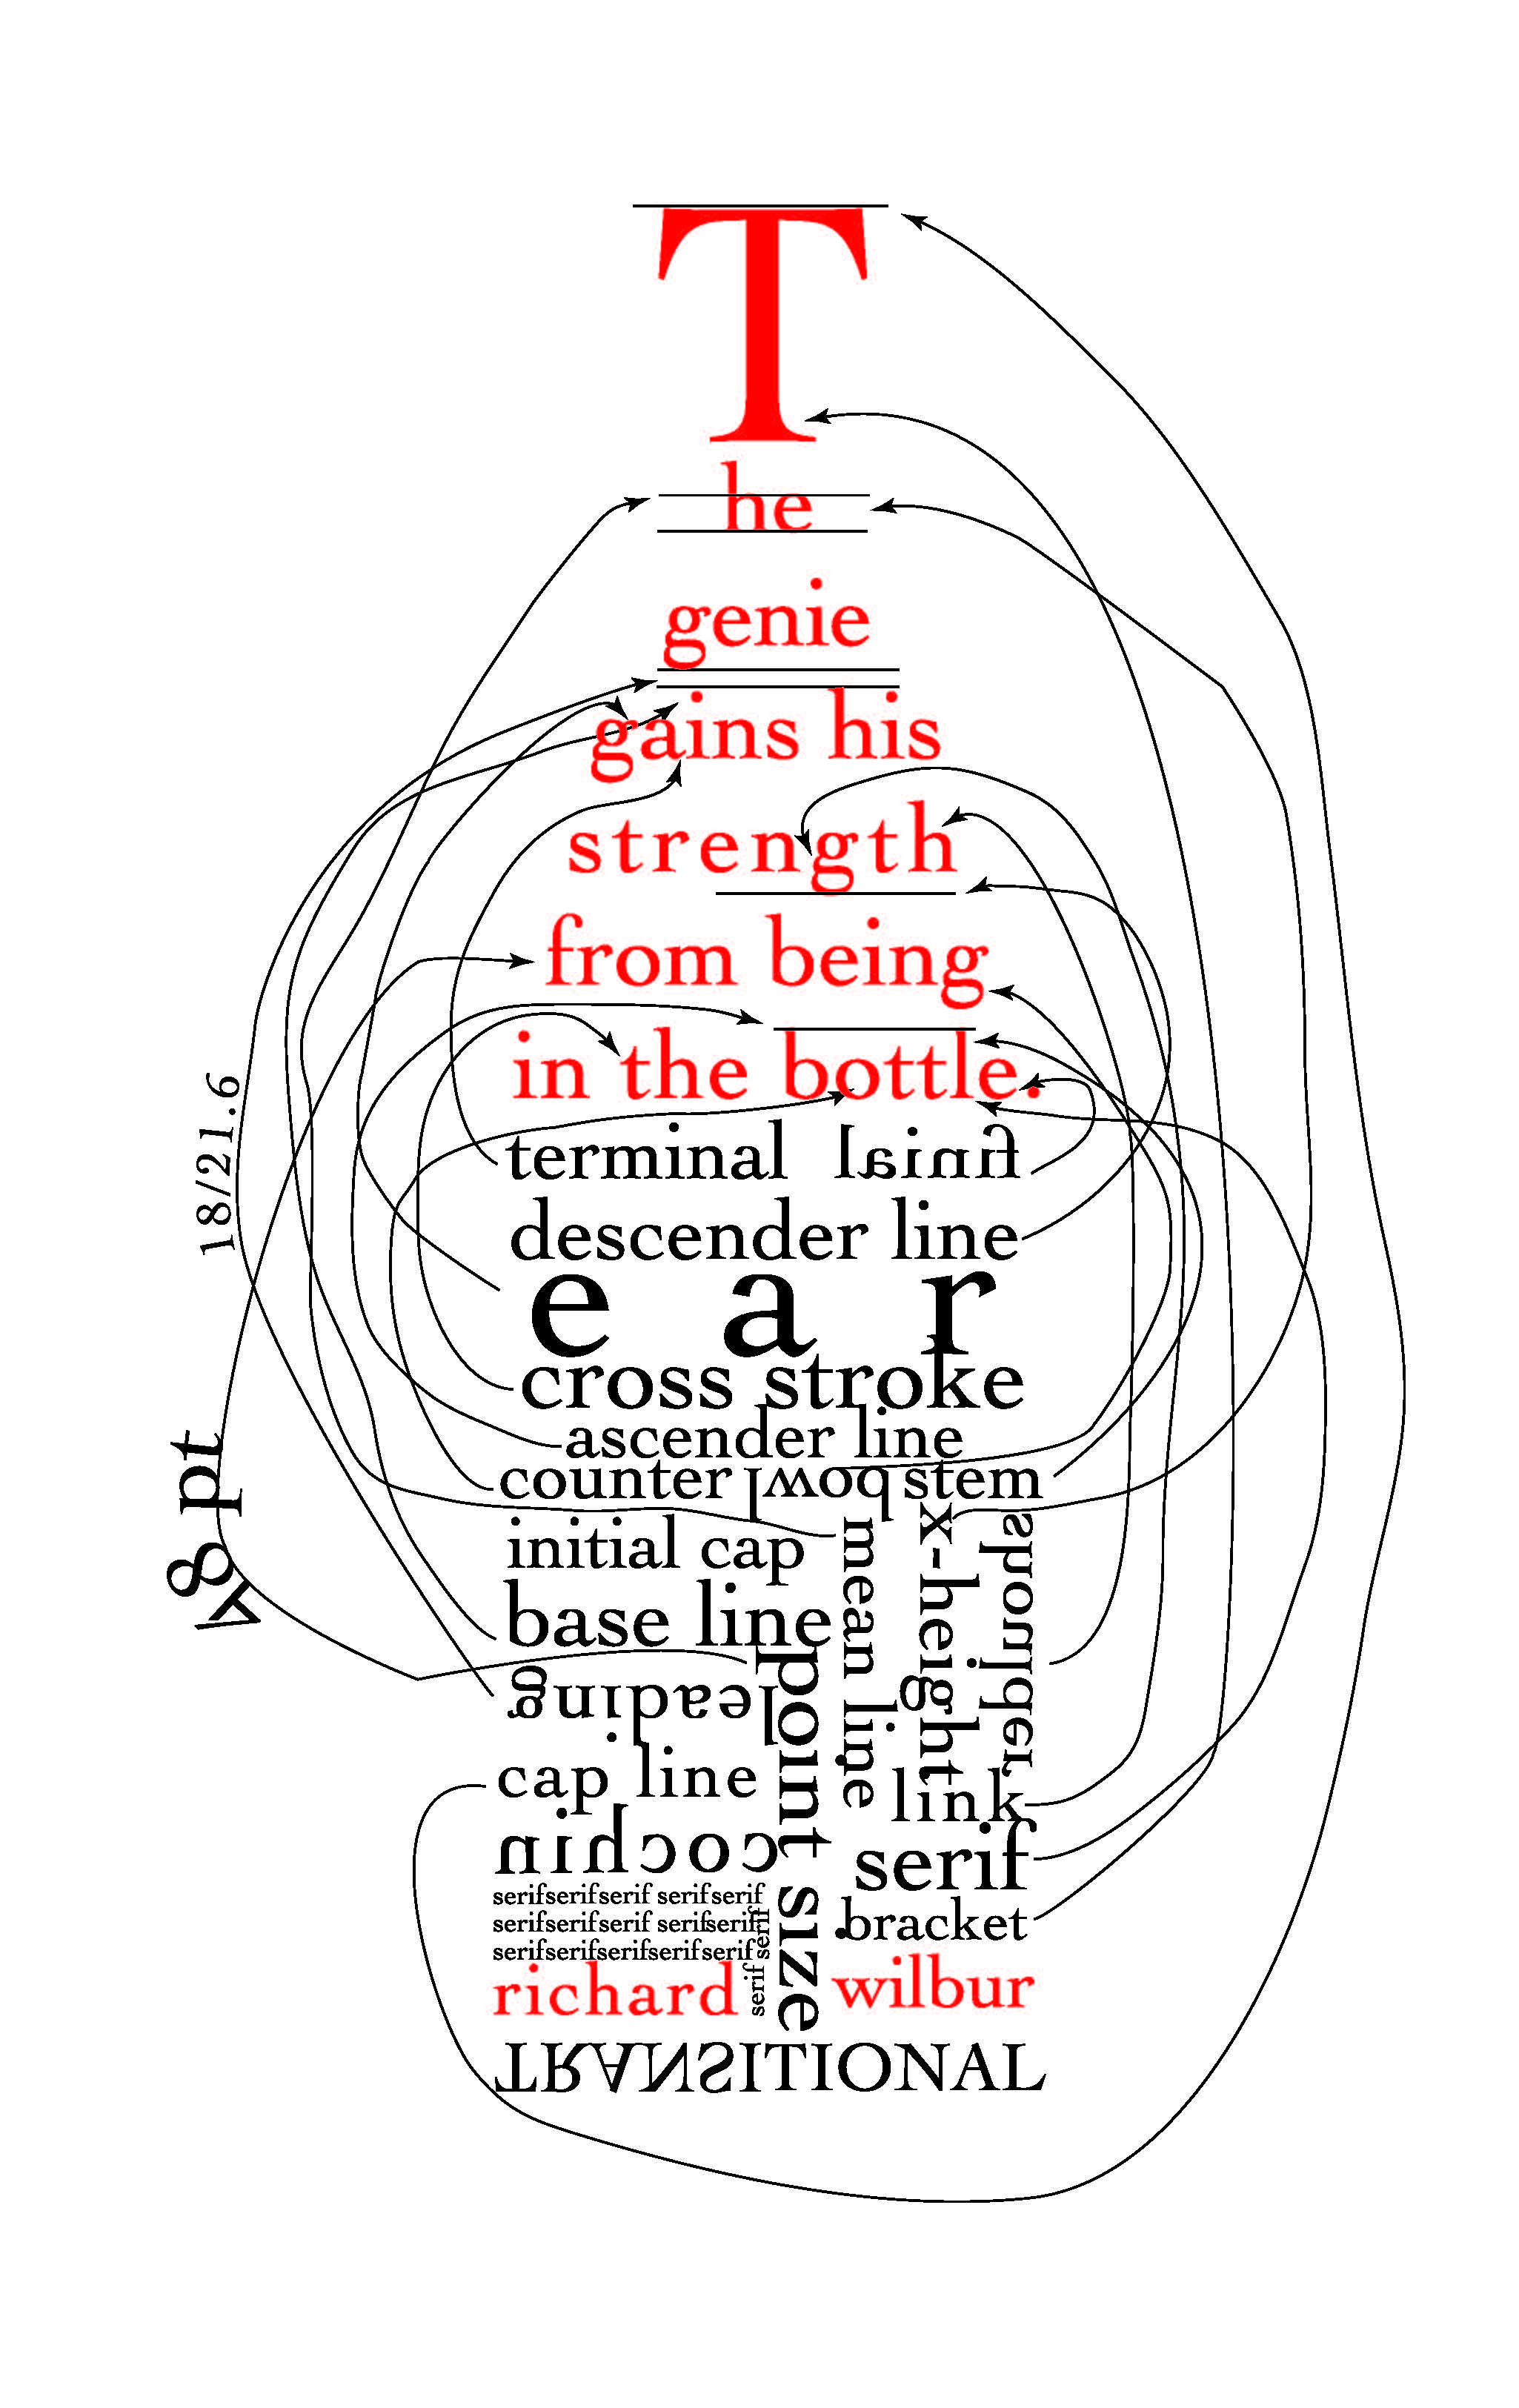 T
he
genie
gains his
strength
from being
in the bottle.
terminal final
descender line
e a r
cross stroke
ascender line
counter bowl stem
initial cap
mean line
x-height
shoulder
base line
leading
point size
cap line
link
cochin
serif
serifserifserif serifserif
serifserifserif serifserif
serifserifserifserifserif
serif serif
bracket
richard wilbur
TRANSITIONAL
18/21.6
48 pt